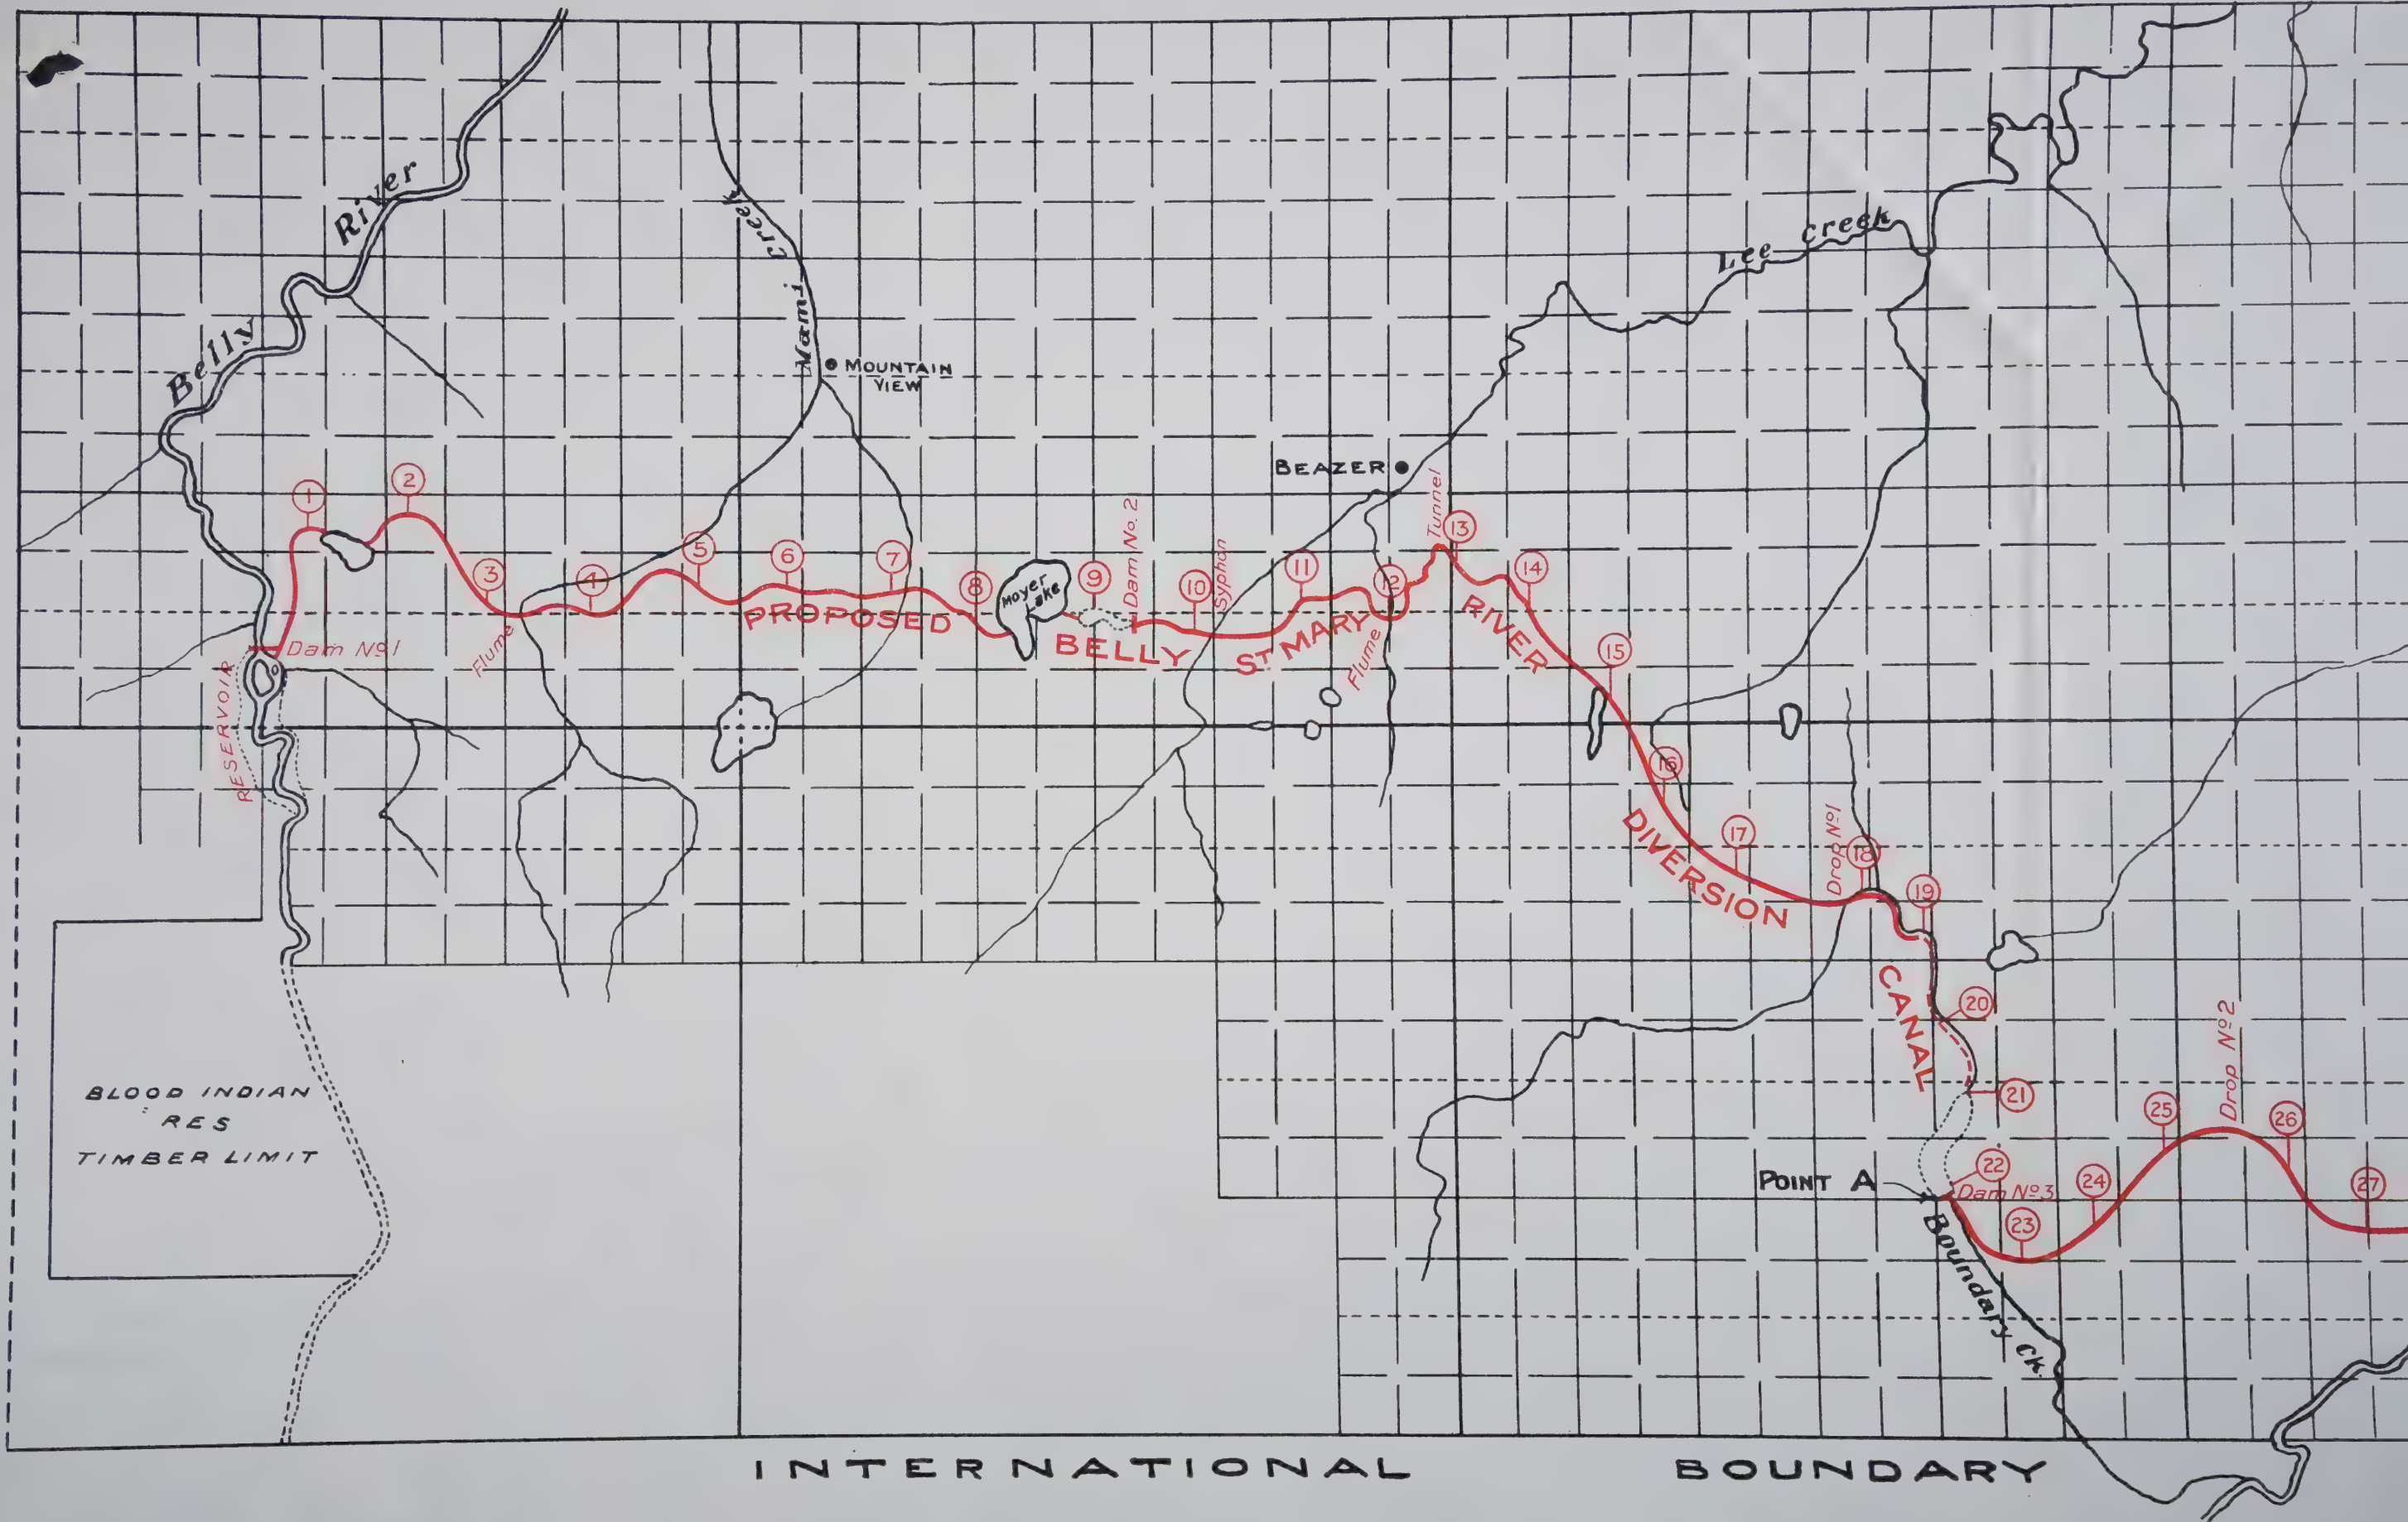 Belly River
Mami Creek
Lee creek
MOUNTAIN
VIEW
BEAZER
Tunnel
1
2
3
4
5
6
7
8
9
10
11
12
13
14
15
16
17
18
19
20
21
22
23
24
25
26
27
Moyer
Lake
Dam No. 2
Syphon
Flume
Flume
Dam No 1
RESERVOIR
PROPOSED BELLY ST MARY RIVER DIVERSION CANAL
Drop No 1
Drop No 2
BLOOD INDIAN
RES
TIMBER LIMIT
POINT A
Dam No 3
Boundary Ck.
INTERNATIONAL BOUNDARY